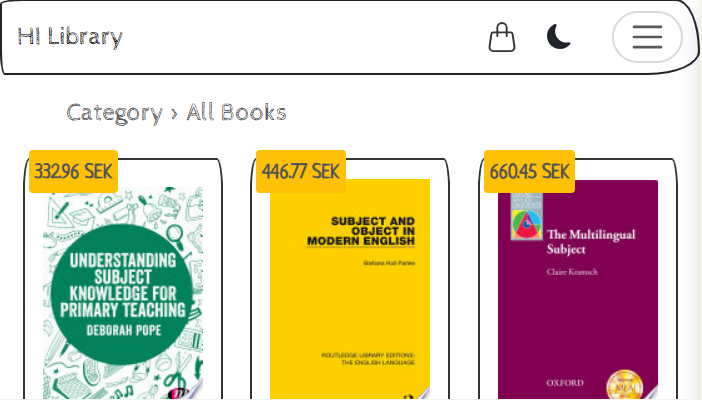 HI Library
Category › All Books
332.96 SEK
UNDERSTANDING
SUBJECT
KNOWLEDGE FOR
PRIMARY TEACHING
DEBORAH POPE
446.77 SEK
SUBJECT AND
OBJECT IN
MODERN ENGLISH
Barbara Hall Partee
ROUTLEDGE LIBRARY EDITIONS:
THE ENGLISH LANGUAGE
660.45 SEK
The Multilingual
Subject
Claire Kramsch
OXFORD